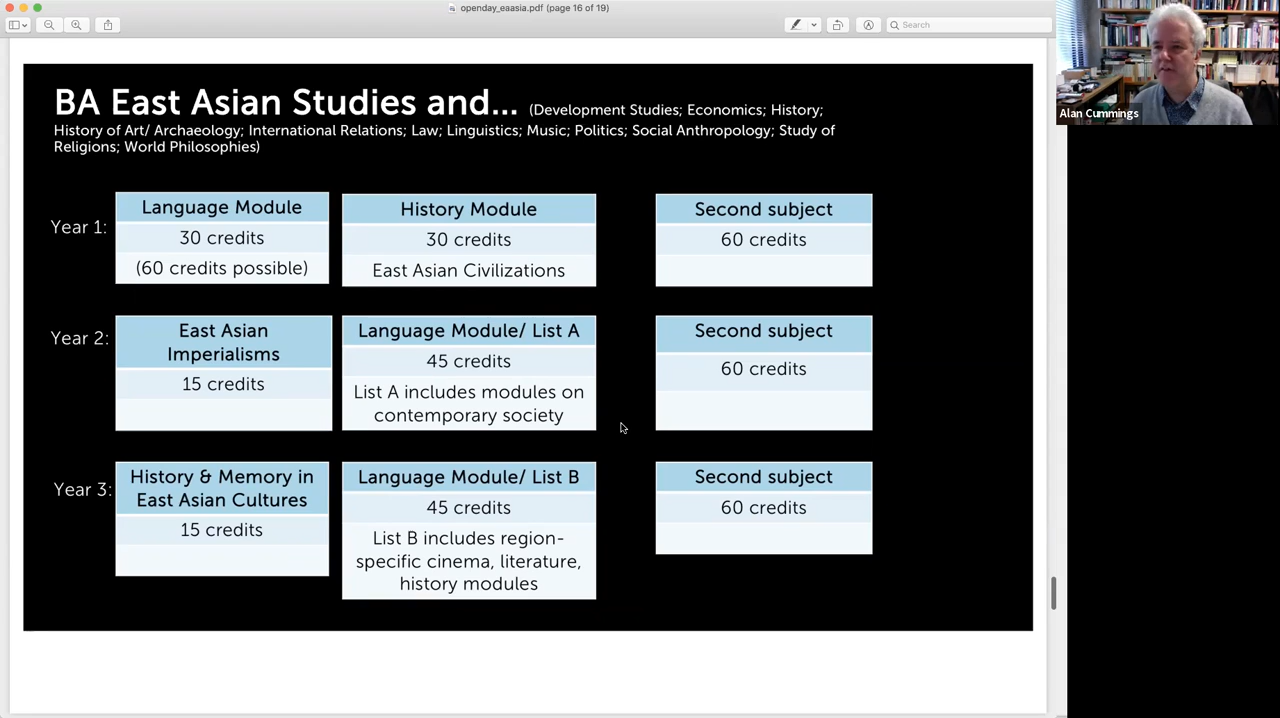 openday_eaasia.pdf (page 16 of 19)
Search
Alan Cummings
BA East Asian Studies and... (Development Studies; Economics; History;
History of Art/ Archaeology; International Relations; Law; Linguistics; Music; Politics; Social Anthropology; Study of
Religions; World Philosophies)
Year 1:
Language Module
30 credits
(60 credits possible)
History Module
30 credits
East Asian Civilizations
Second subject
60 credits
Year 2:
East Asian
Imperialisms
15 credits
Language Module/ List A
45 credits
List A includes modules on
contemporary society
Second subject
60 credits
Year 3:
History & Memory in
East Asian Cultures
15 credits
Language Module/ List B
45 credits
List B includes region-
specific cinema, literature,
history modules
Second subject
60 credits